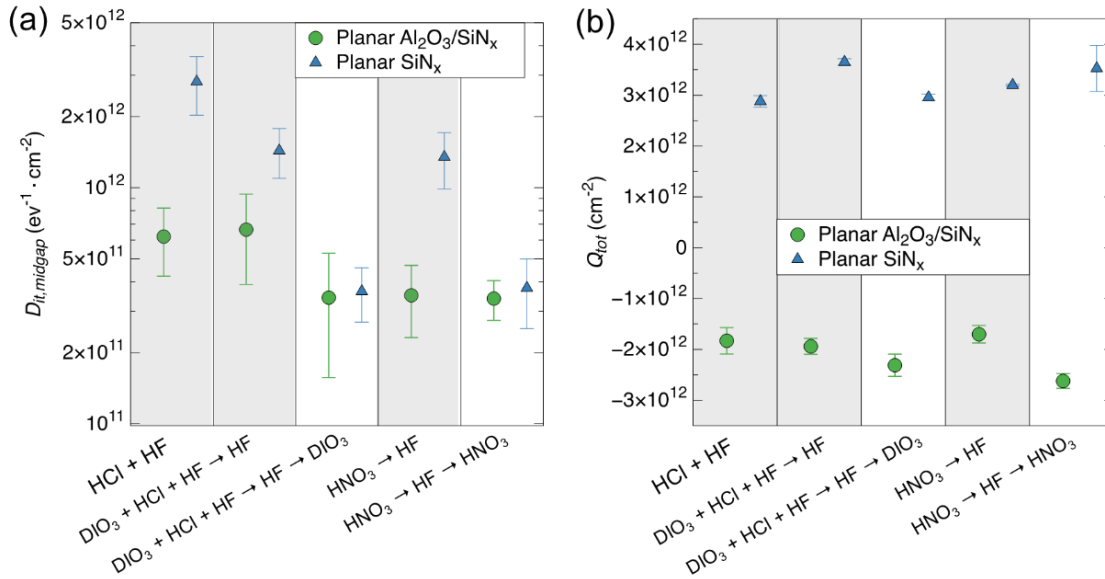 (a)
5×10¹²
2×10¹²
10¹²
5×10¹¹
2×10¹¹
10¹¹
D_it,midgap (ev⁻¹ · cm⁻²)
Planar Al₂O₃/SiNₓ
Planar SiNₓ
HCl + HF
DIO₃ + HCl + HF → HF
DIO₃ + HCl + HF → HF → DIO₃
HNO₃ → HF
HNO₃ → HF → HNO₃
(b)
4×10¹²
3×10¹²
2×10¹²
1×10¹²
0
−1×10¹²
−2×10¹²
−3×10¹²
Q_tot (cm⁻²)
Planar Al₂O₃/SiNₓ
Planar SiNₓ
HCl + HF
DIO₃ + HCl + HF → HF
DIO₃ + HCl + HF → HF → DIO₃
HNO₃ → HF
HNO₃ → HF → HNO₃